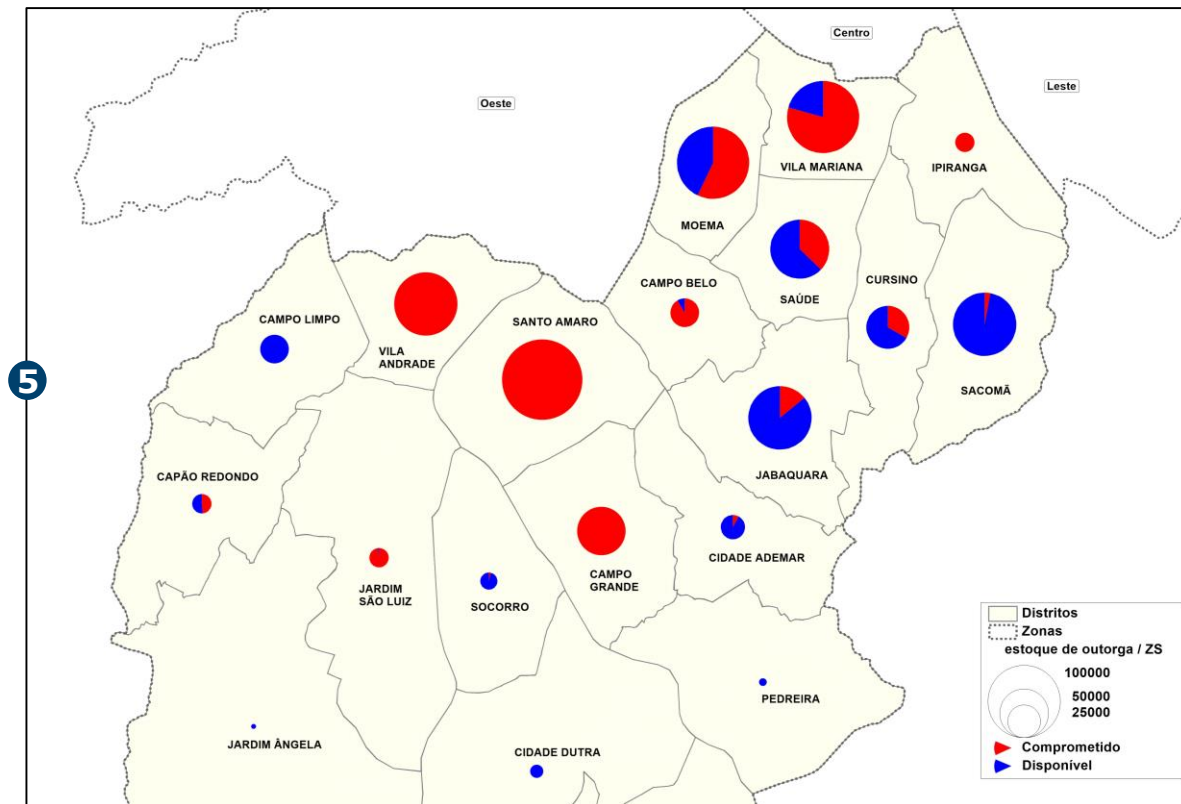 Centro
Oeste
Leste
VILA MARIANA
IPIRANGA
MOEMA
CAMPO BELO
SAÚDE
CURSINO
CAMPO LIMPO
SANTO AMARO
VILA
ANDRADE
SACOMÃ
5
CAPÃO REDONDO
JABAQUARA
CIDADE ADEMAR
JARDIM
SÃO LUIZ
SOCORRO
CAMPO
GRANDE
PEDREIRA
JARDIM ÂNGELA
CIDADE DUTRA
Distritos
Zonas
estoque de outorga / ZS
100000
50000
25000
Comprometido
Disponível